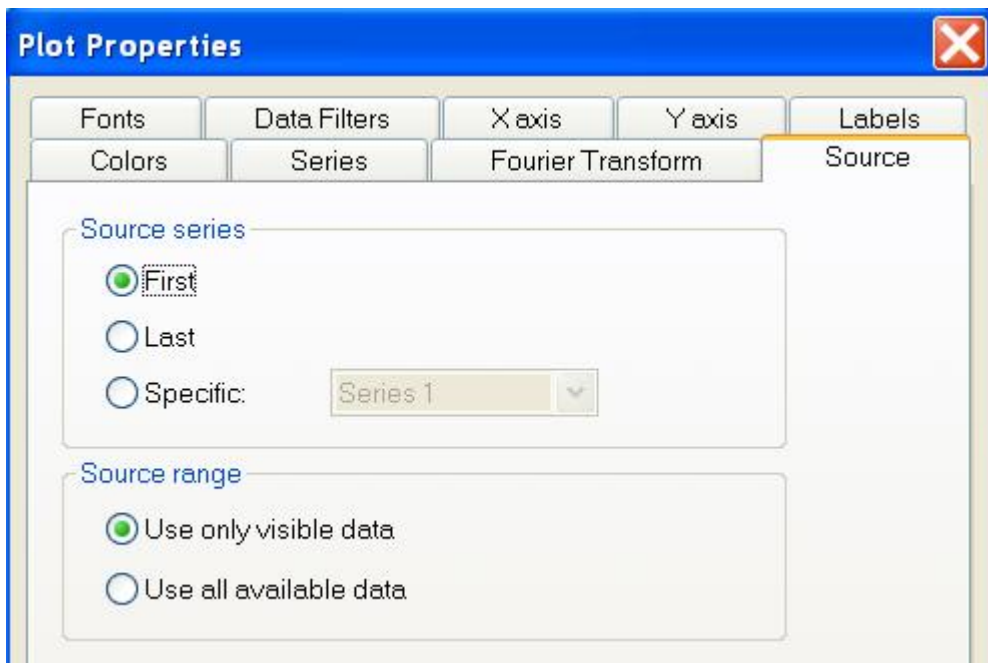 Plot Properties
Fonts Data Filters X axis Y axis Labels
Colors Series Fourier Transform Source
Source series
First
Last
Specific: Series 1
Source range
Use only visible data
Use all available data